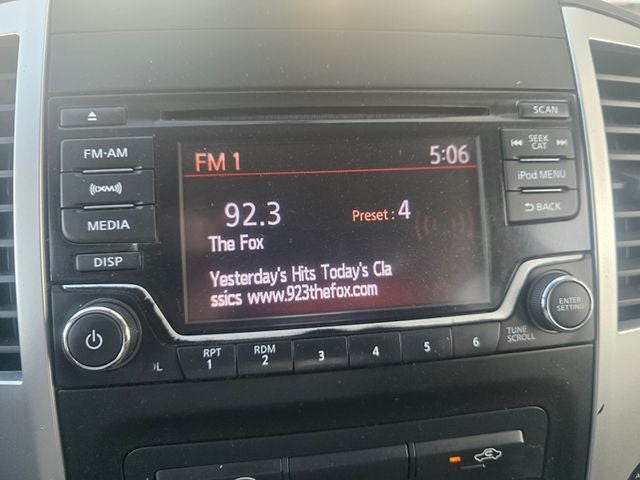 SCAN
FM-AM
((XM))
MEDIA
DISP
FM 1 5:06
92.3 Preset : 4
The Fox
Yesterday's Hits Today's Cla
ssics www.923thefox.com
SEEK
CAT
iPod MENU
BACK
ENTER
SETTING
TUNE
SCROLL
RPT
1
RDM
2
3
4
5
6